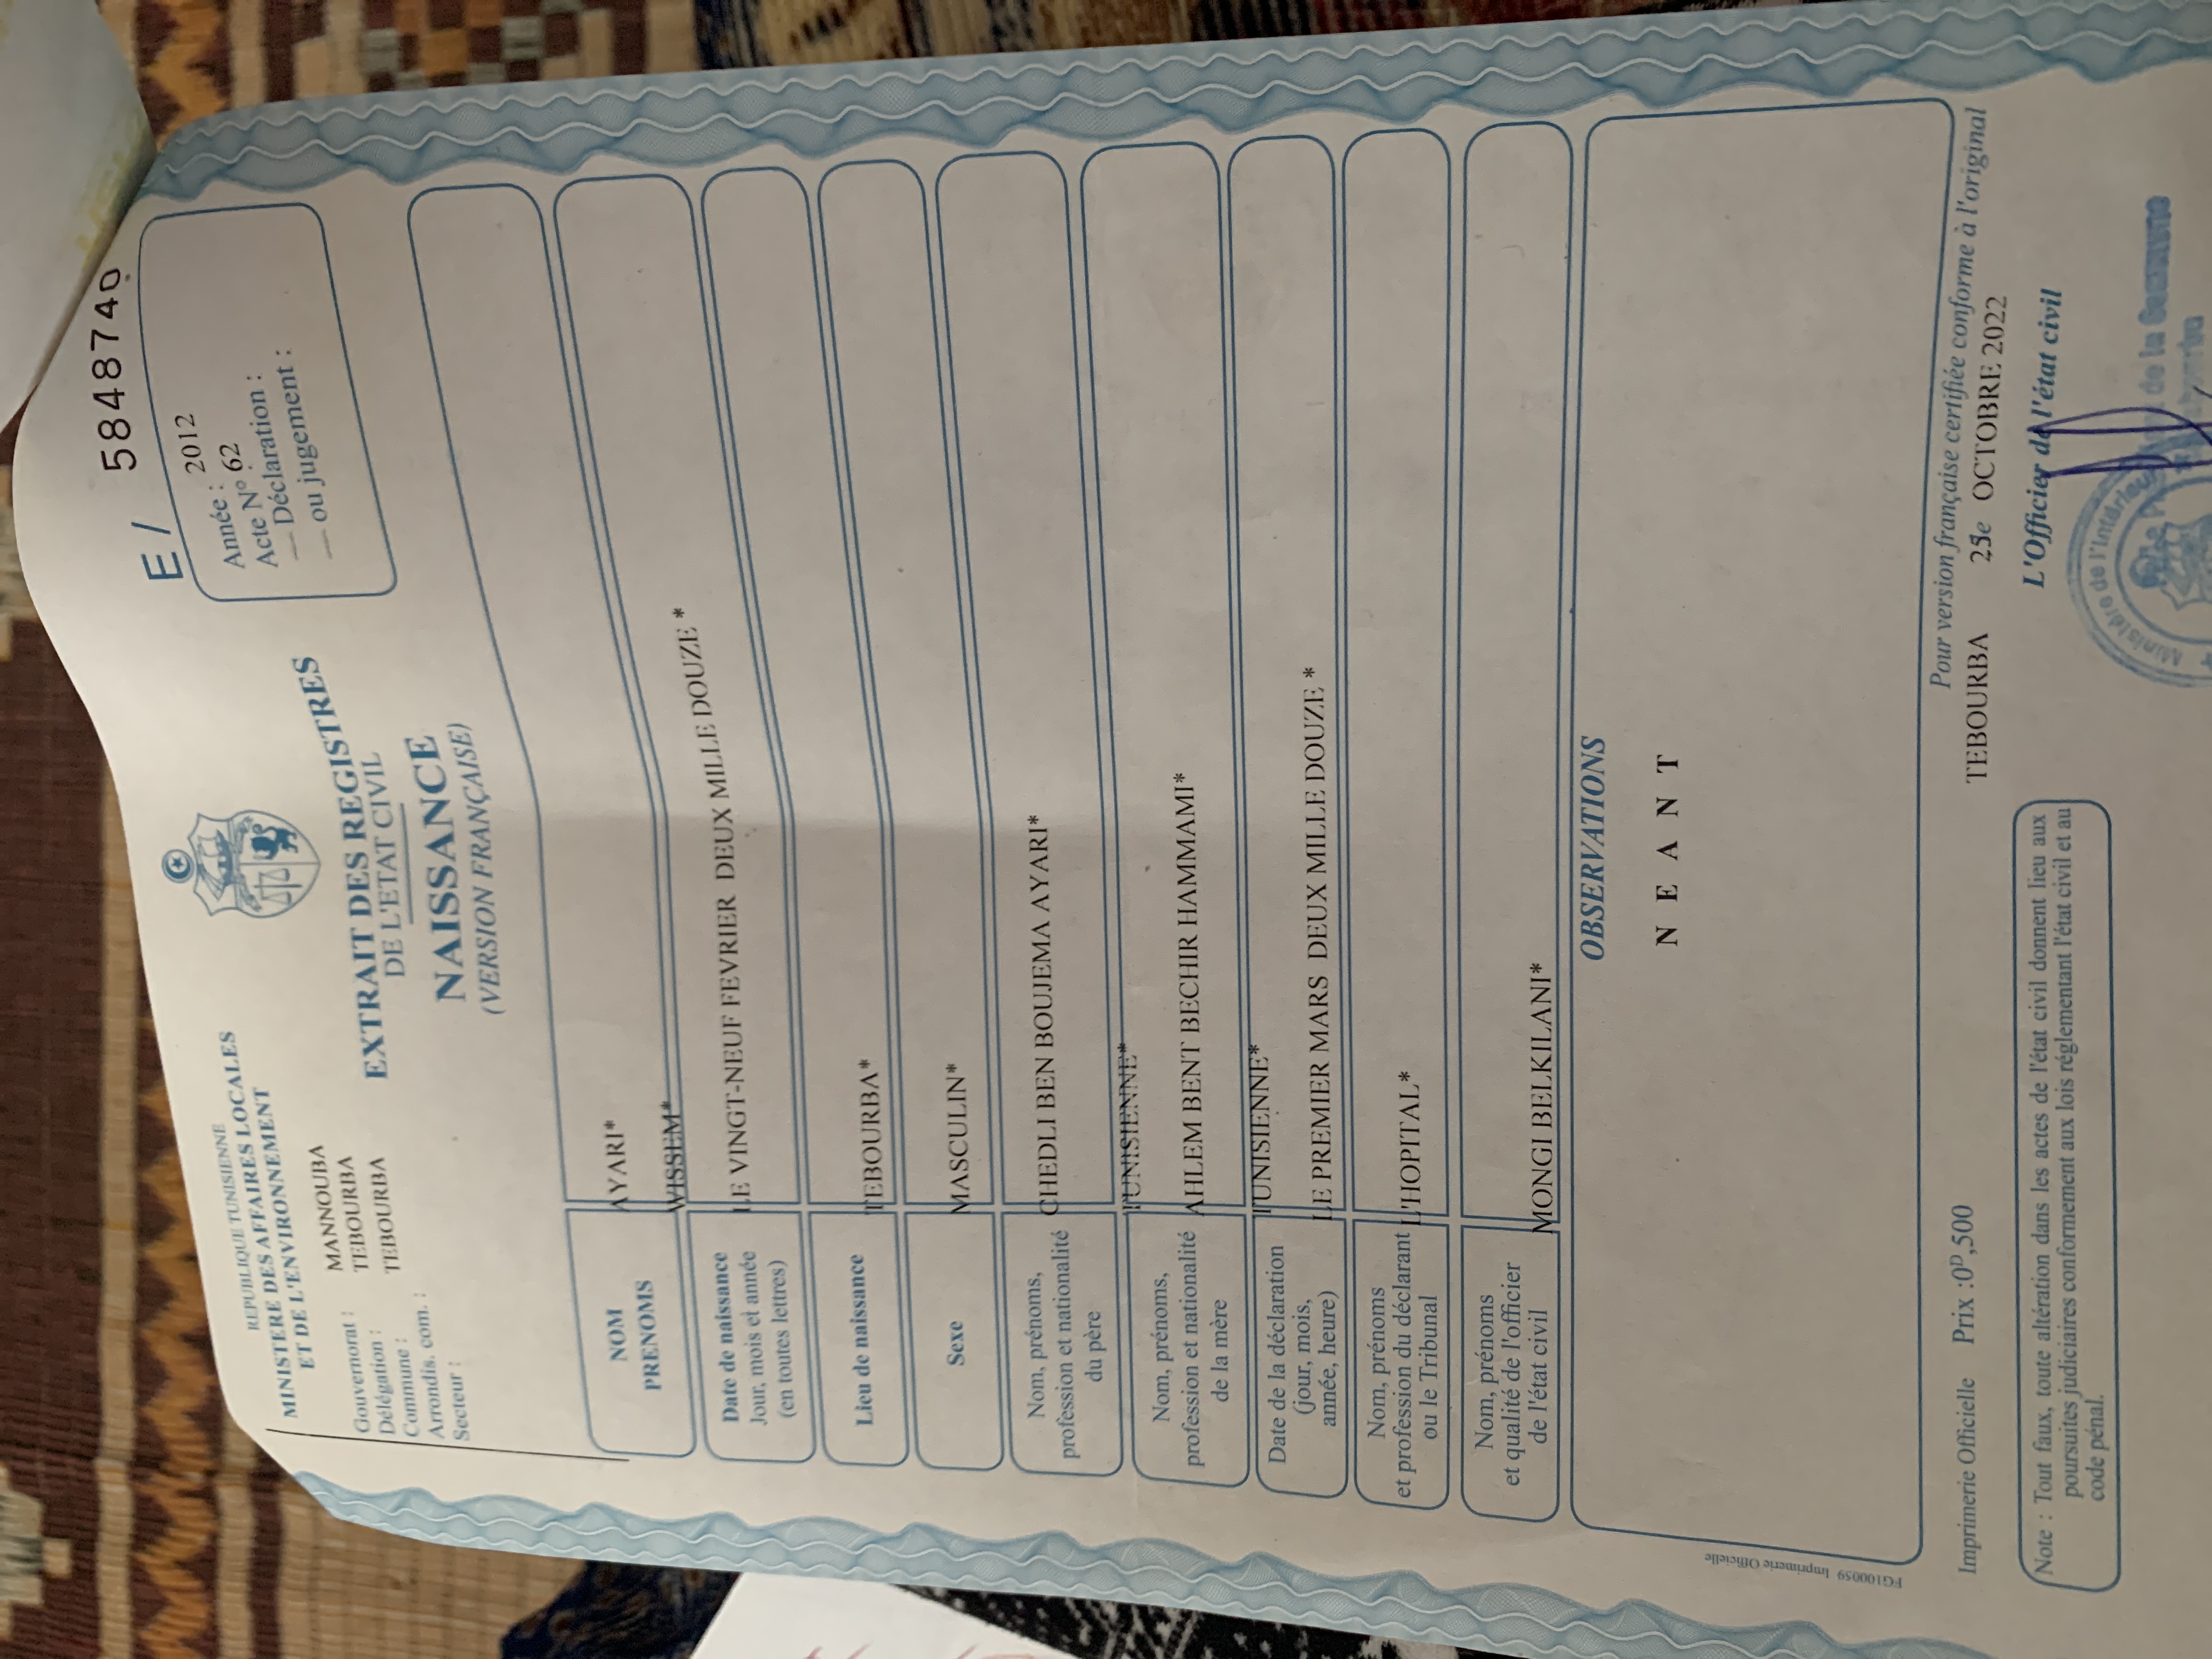 E / 5848740
REPUBLIQUE TUNISIENNE
MINISTERE DES AFFAIRES LOCALES
ET DE L'ENVIRONNEMENT
Année : 2012
Acte N° 62
— Déclaration :
— ou jugement :
Gouvernorat : MANNOUBA
Délégation : TEBOURBA
Commune : TEBOURBA
Arrondis. com. :
Secteur :
EXTRAIT DES REGISTRES
DE L'ETAT CIVIL
NAISSANCE
(VERSION FRANÇAISE)
NOM AYARI*
PRENOMS WISSEM*
Date de naissance
Jour, mois et année
(en toutes lettres)
LE VINGT-NEUF FEVRIER DEUX MILLE DOUZE *
Lieu de naissance TEBOURBA*
Sexe MASCULIN*
Nom, prénoms,
profession et nationalité
du père
CHEDLI BEN BOUJEMA AYARI*
TUNISIENNE*
Nom, prénoms,
profession et nationalité
de la mère
AHLEM BENT BECHIR HAMMAMI*
TUNISIENNE*
Date de la déclaration
(jour, mois,
année, heure)
LE PREMIER MARS DEUX MILLE DOUZE *
Nom, prénoms
et profession du déclarant
ou le Tribunal
L'HOPITAL*
Nom, prénoms
et qualité de l'officier
de l'état civil
MONGI BELKILANI*
OBSERVATIONS
N E A N T
FG100059 Imprimerie Officielle
Pour version française certifiée conforme à l'original
Imprimerie Officielle Prix :0ᴰ,500
TEBOURBA 25e OCTOBRE 2022
L'Officier de l'état civil
Note : Tout faux, toute altération dans les actes de l'état civil donnent lieu aux
poursuites judiciaires conformement aux lois réglementant l'état civil et au
code pénal.
Ministère de l'Intérieur
de la Commune